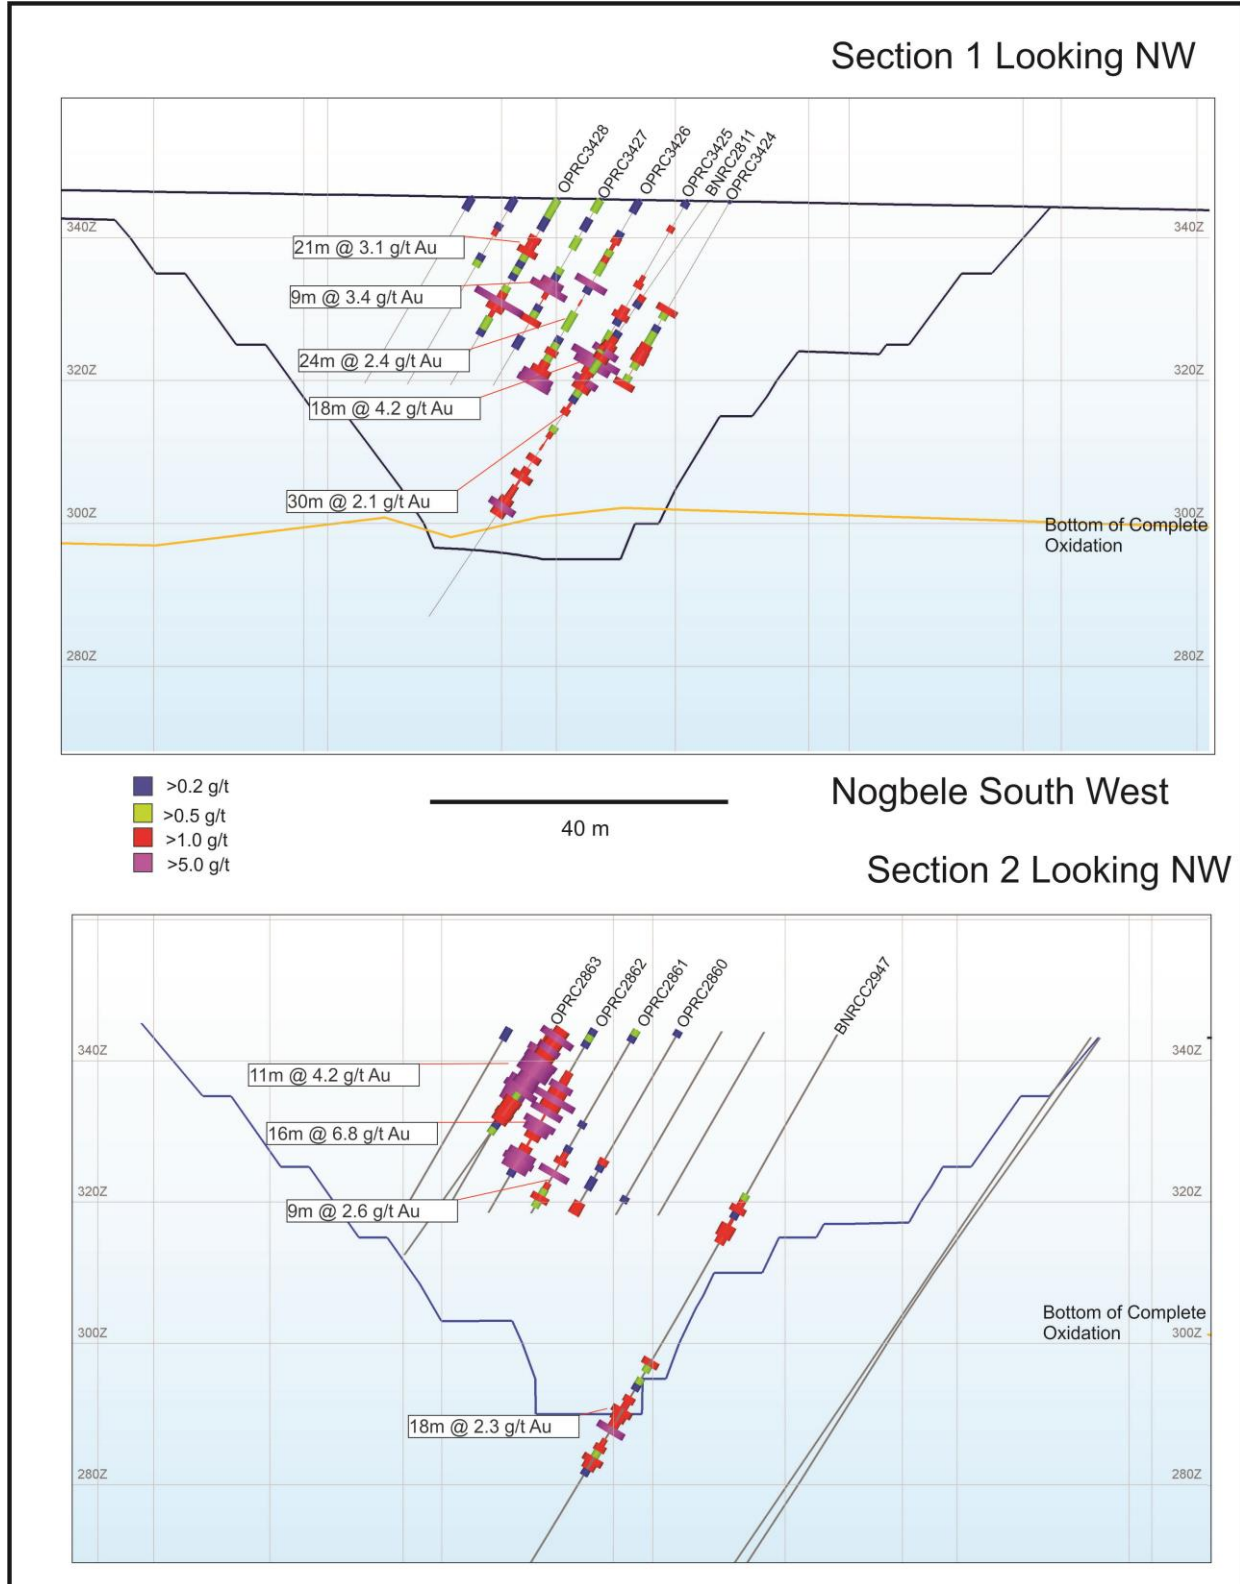 Section 1 Looking NW
OPRC3428
OPRC3427
OPRC3426
OPRC3425
BNRC2811
OPRC3424
340Z
340Z
21m @ 3.1 g/t Au
9m @ 3.4 g/t Au
24m @ 2.4 g/t Au
320Z
320Z
18m @ 4.2 g/t Au
30m @ 2.1 g/t Au
300Z
300Z
Bottom of Complete
Oxidation
280Z
280Z
>0.2 g/t
>0.5 g/t
>1.0 g/t
>5.0 g/t
40 m
Nogbele South West
Section 2 Looking NW
OPRC2863
OPRC2862
OPRC2861
OPRC2860
BNRCC2947
340Z
340Z
11m @ 4.2 g/t Au
16m @ 6.8 g/t Au
320Z
320Z
9m @ 2.6 g/t Au
Bottom of Complete
Oxidation
300Z
300Z
18m @ 2.3 g/t Au
280Z
280Z